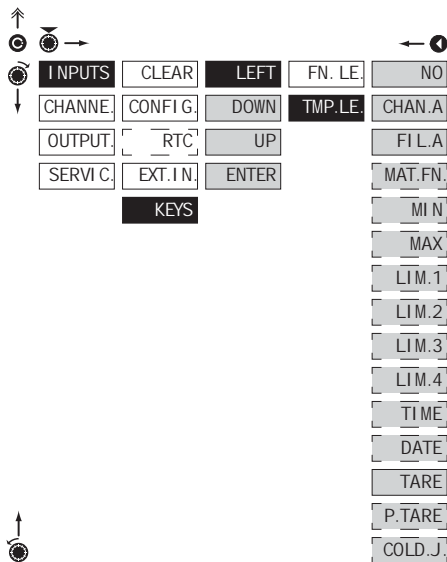 INPUTS CLEAR LEFT FN. LE. NO
CHANNE. CONFIG. DOWN TMP.LE. CHAN.A
OUTPUT. RTC UP FIL.A
SERVIC. EXT.IN. ENTER MAT.FN.
KEYS MIN
MAX
LIM.1
LIM.2
LIM.3
LIM.4
TIME
DATE
TARE
P.TARE
COLD.J.